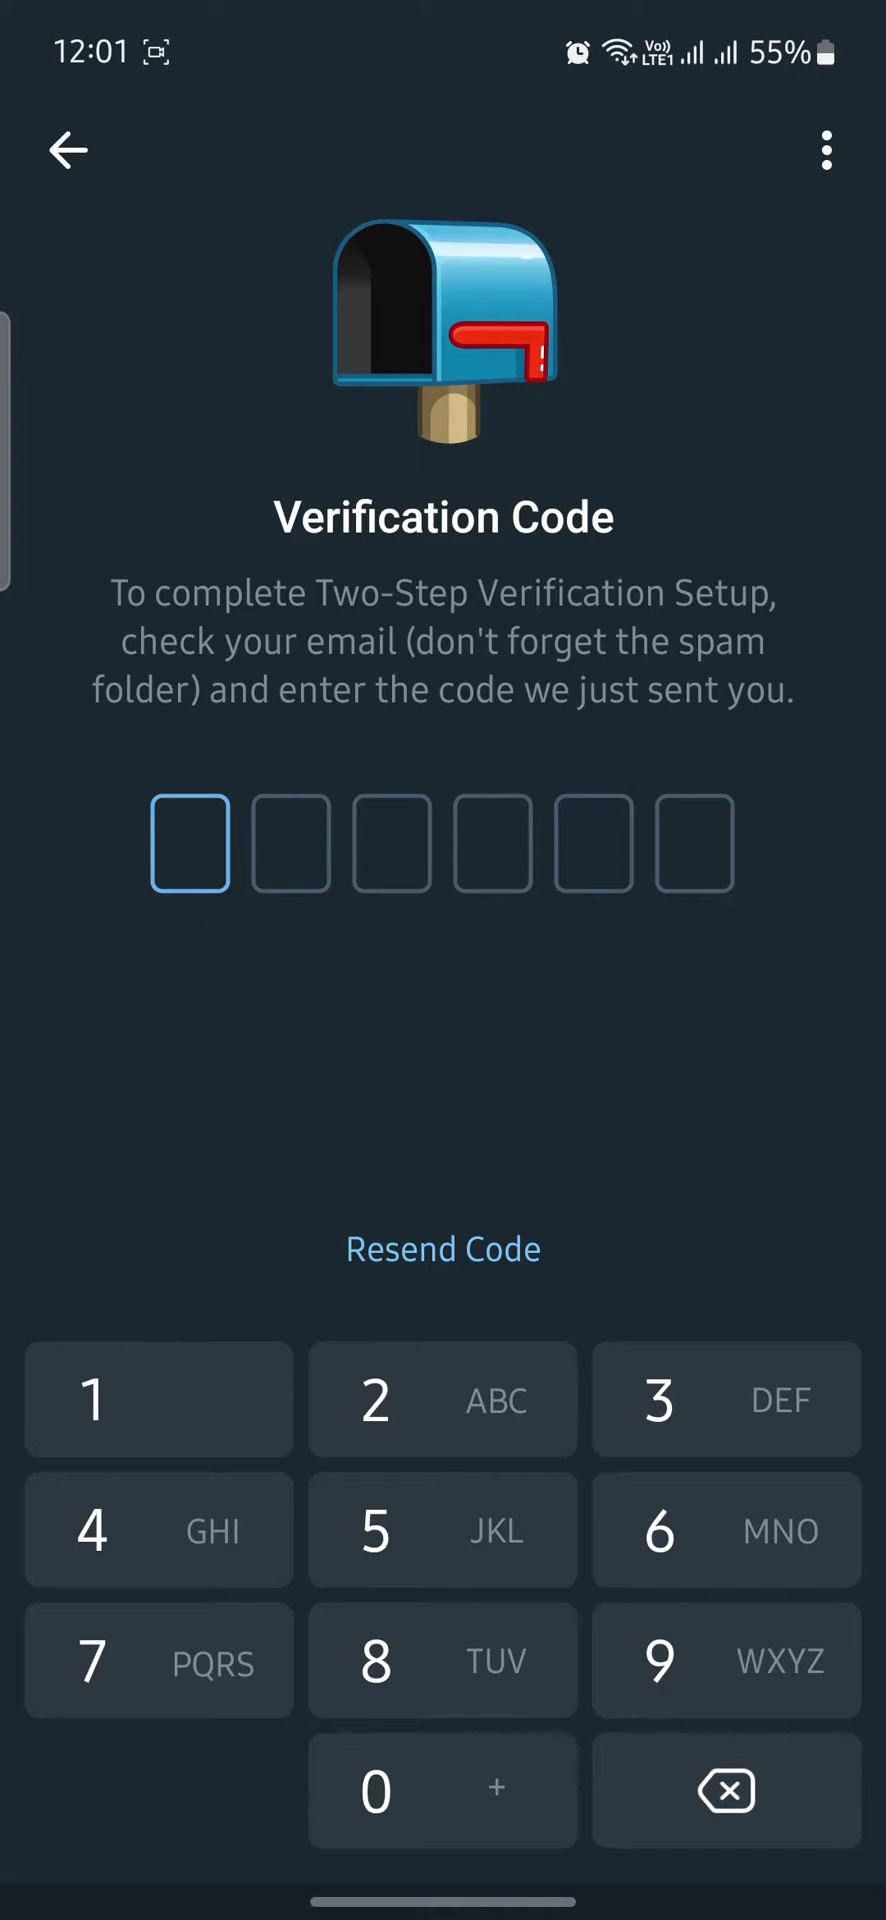 12:01
Vo)) LTE1 55%
Verification Code
To complete Two-Step Verification Setup,
check your email (don't forget the spam
folder) and enter the code we just sent you.
Resend Code
1 2 ABC 3 DEF
4 GHI 5 JKL 6 MNO
7 PQRS 8 TUV 9 WXYZ
0 +